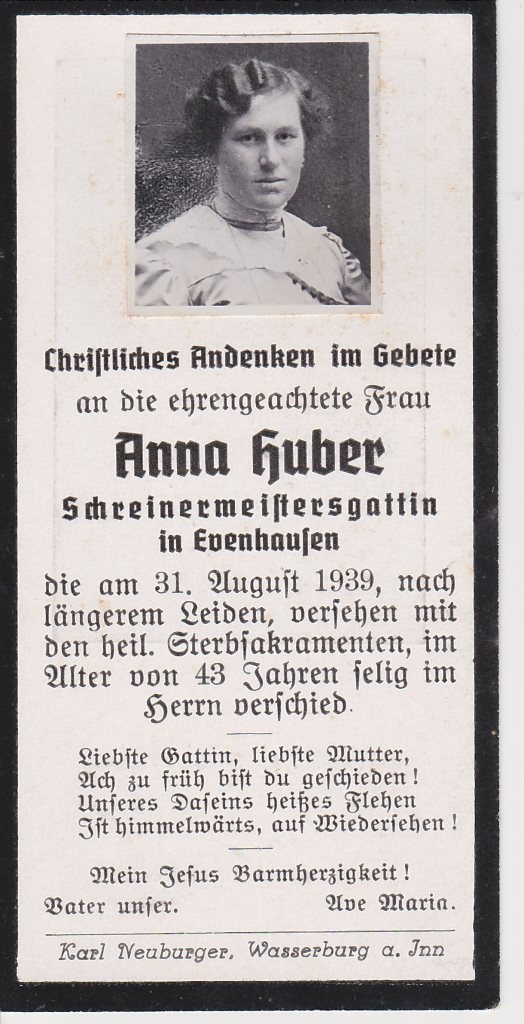 Christliches Andenken im Gebete
an die ehrengeachtete Frau
Anna Huber
Schreinermeistersgattin
in Evenhausen
die am 31. August 1939, nach
längerem Leiden, versehen mit
den heil. Sterbsakramenten, im
Alter von 43 Jahren selig im
Herrn verschied.
Liebste Gattin, liebste Mutter,
Ach zu früh bist du geschieden!
Unseres Daseins heißes Flehen
Ist himmelwärts, auf Wiedersehen!
Mein Jesus Barmherzigkeit!
Vater unser. Ave Maria.
Karl Neuburger, Wasserburg a. Inn